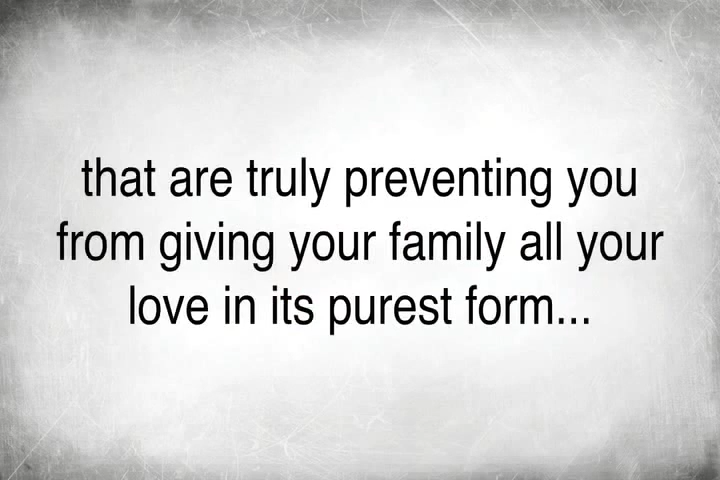 that are truly preventing you
from giving your family all your
love in its purest form...